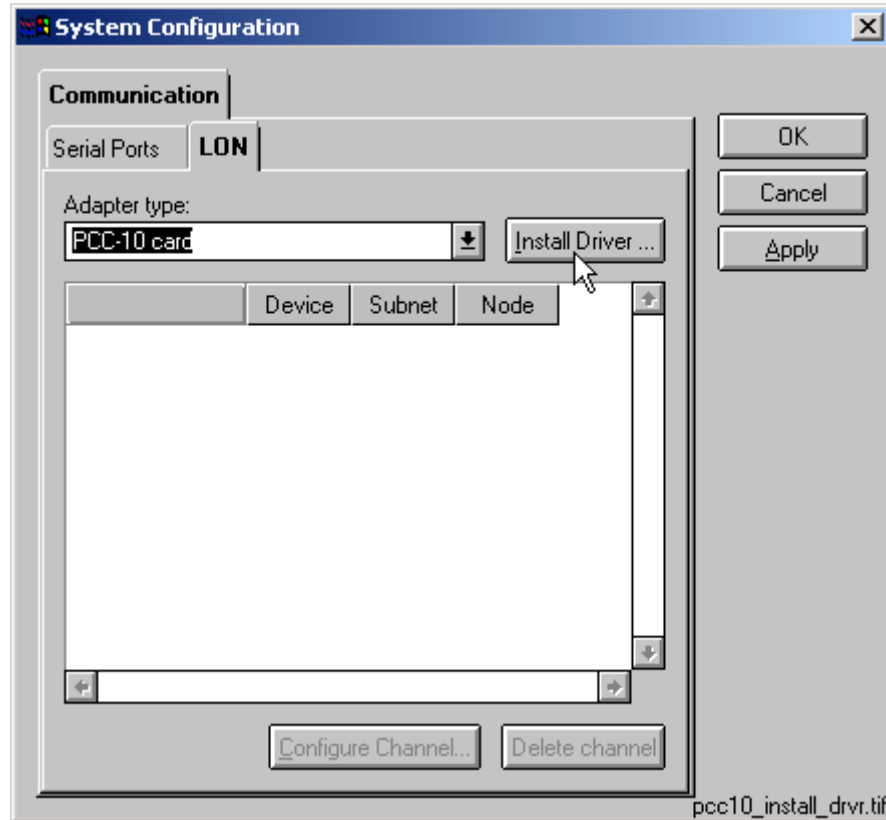 System Configuration
Communication
Serial Ports
LON
OK
Cancel
Apply
Adapter type:
PCC-10 card
Install Driver ...
Device Subnet Node
Configure Channel...
Delete channel
pcc10_install_drvr.tif